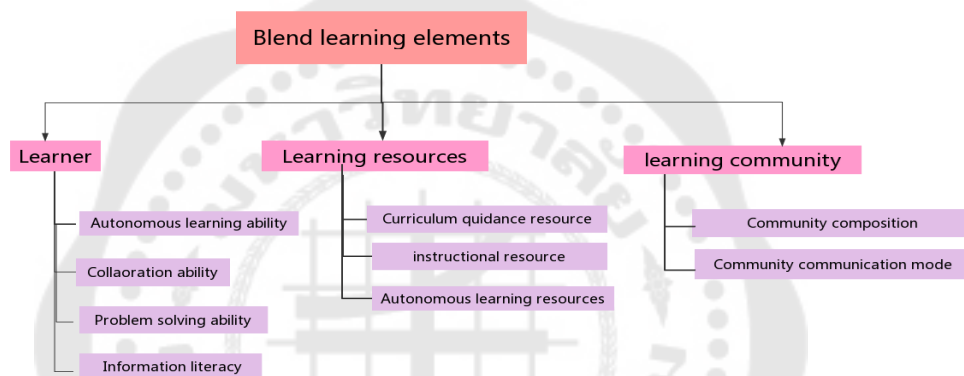 Blend learning elements
Learner
Learning resources
learning community
Autonomous learning ability
Collaoration ability
Problem solving ability
Information literacy
Curriculum quidance resource
instructional resource
Autonomous learning resources
Community composition
Community communication mode